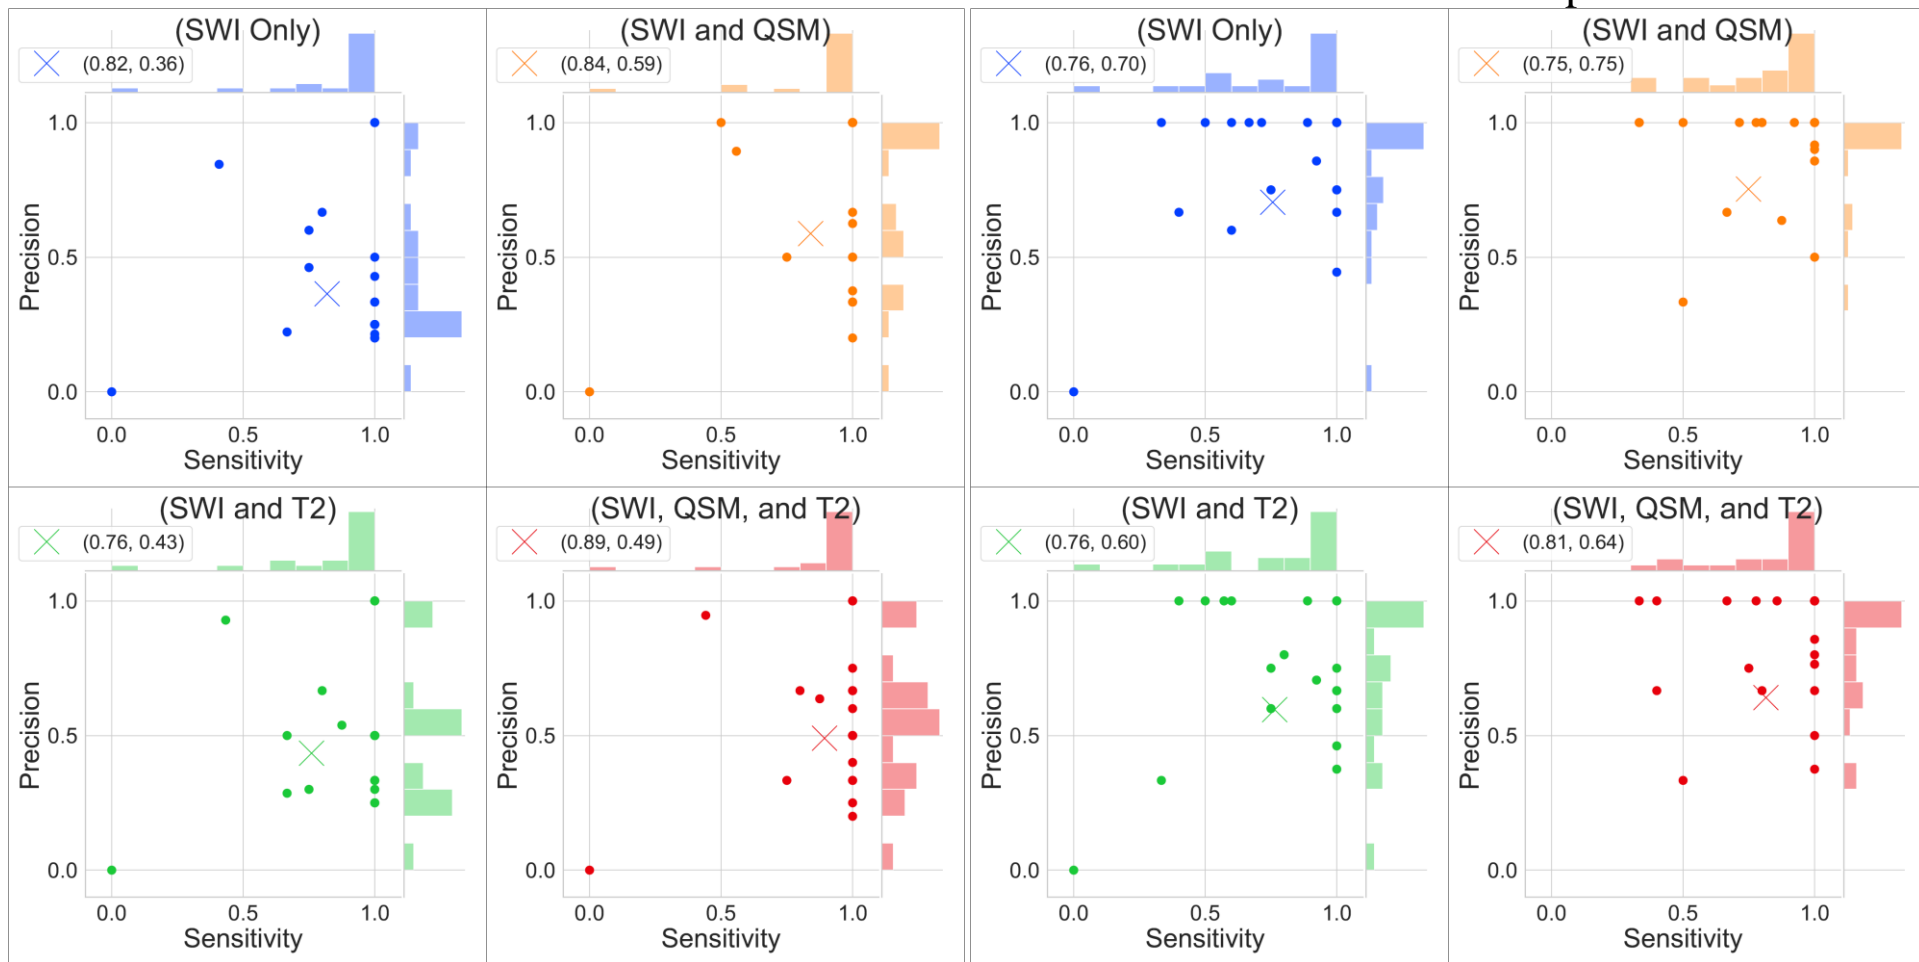 (SWI Only)
(0.82, 0.36)
1.0
0.5
0.0
Precision
0.0 0.5 1.0
Sensitivity
(SWI and QSM)
(0.84, 0.59)
1.0
0.5
0.0
Precision
0.0 0.5 1.0
Sensitivity
(SWI Only)
(0.76, 0.70)
1.0
0.5
0.0
Precision
0.0 0.5 1.0
Sensitivity
(SWI and QSM)
(0.75, 0.75)
1.0
0.5
0.0
Precision
0.0 0.5 1.0
Sensitivity
(SWI and T2)
(0.76, 0.43)
1.0
0.5
0.0
Precision
0.0 0.5 1.0
Sensitivity
(SWI, QSM, and T2)
(0.89, 0.49)
1.0
0.5
0.0
Precision
0.0 0.5 1.0
Sensitivity
(SWI and T2)
(0.76, 0.60)
1.0
0.5
0.0
Precision
0.0 0.5 1.0
Sensitivity
(SWI, QSM, and T2)
(0.81, 0.64)
1.0
0.5
0.0
Precision
0.0 0.5 1.0
Sensitivity